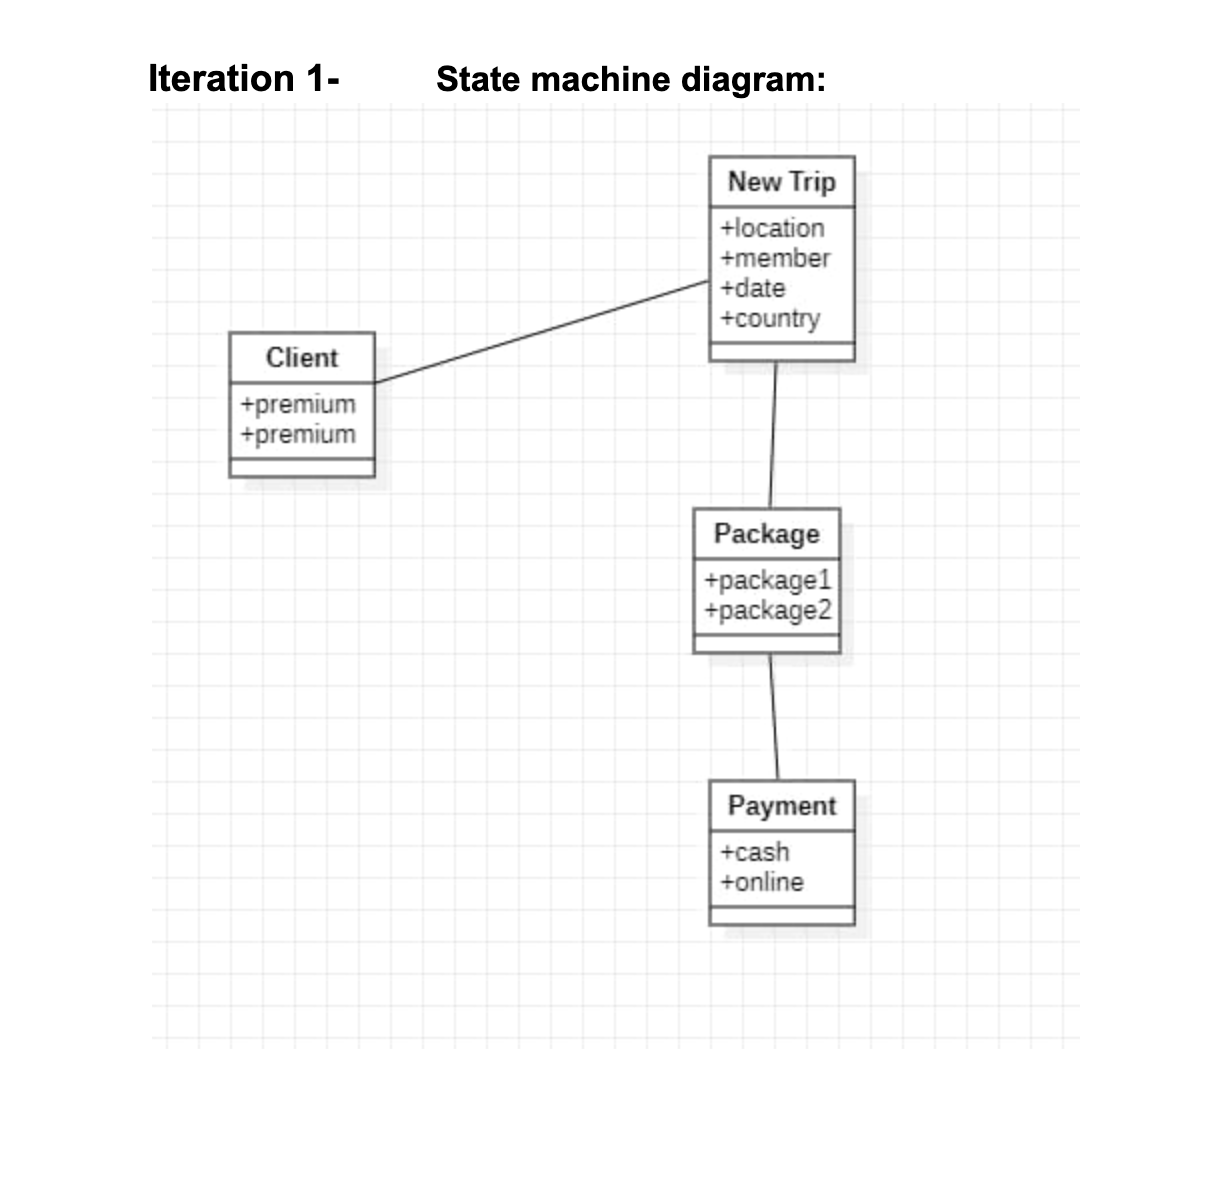 Iteration 1- State machine diagram:
New Trip
+location
+member
+date
+country
Client
+premium
+premium
Package
+package1
+package2
Payment
+cash
+online